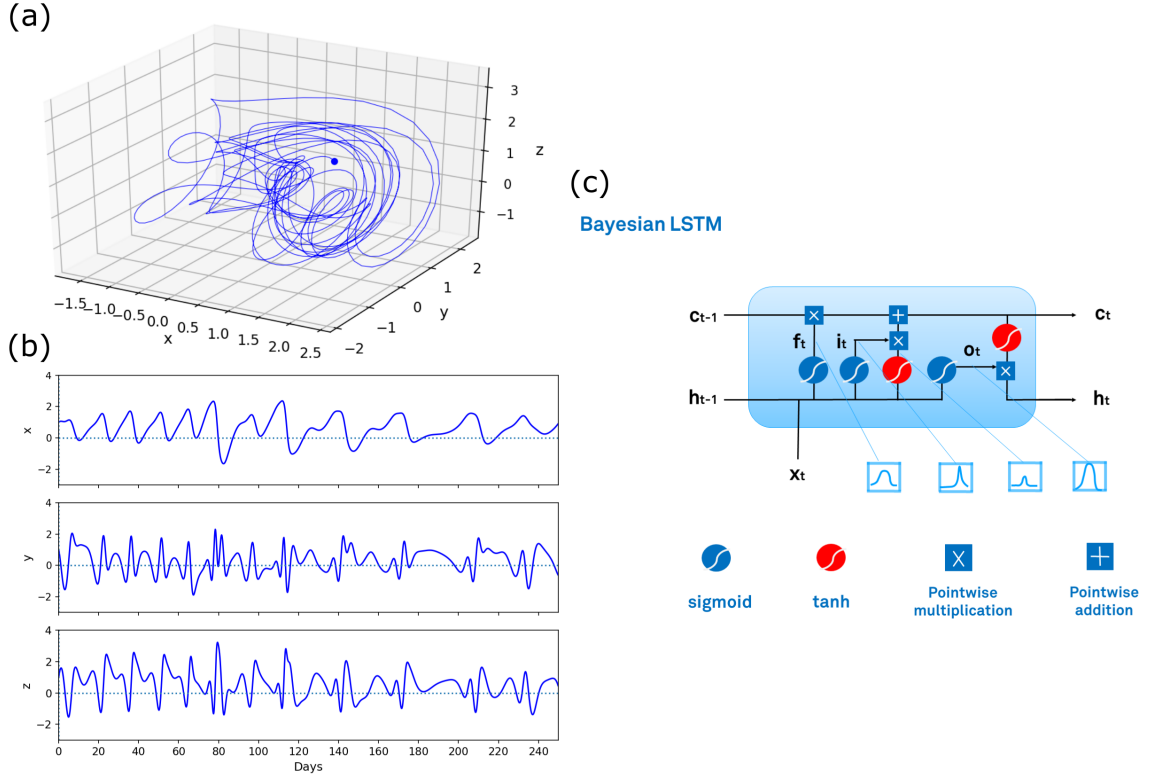 (a)
3
2
1
0
−1
z
−1.5
−1.0
−0.5
0.0
0.5
1.0
1.5
2.0
2.5
x
−2
−1
0
1
2
y
(b)
4
2
0
−2
x
4
2
0
−2
y
4
2
0
−2
z
0 20 40 60 80 100 120 140 160 180 200 220 240
Days
(c)
Bayesian LSTM
ct-1
ct
ft
it
ot
ht-1
ht
xt
sigmoid
tanh
Pointwise
multiplication
Pointwise
addition